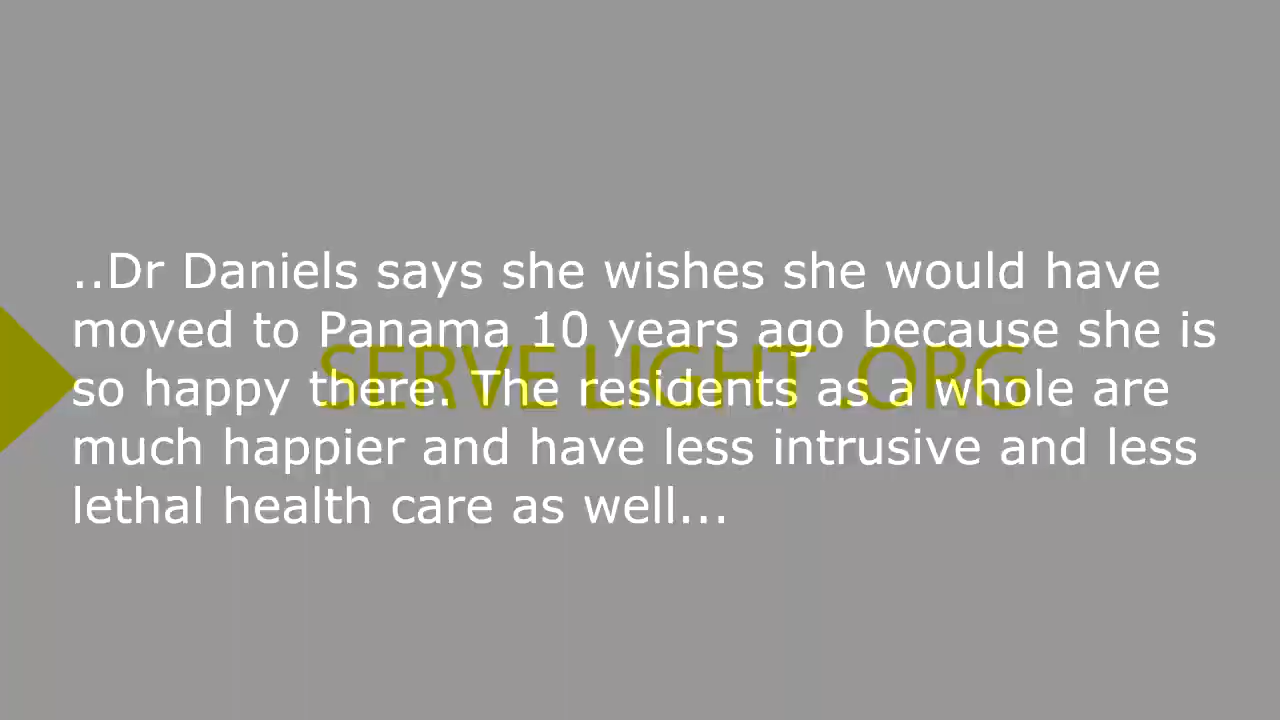 ..Dr Daniels says she wishes she would have
moved to Panama 10 years ago because she is
SERVE LIGHT .ORG
so happy there. The residents as a whole are
much happier and have less intrusive and less
lethal health care as well...